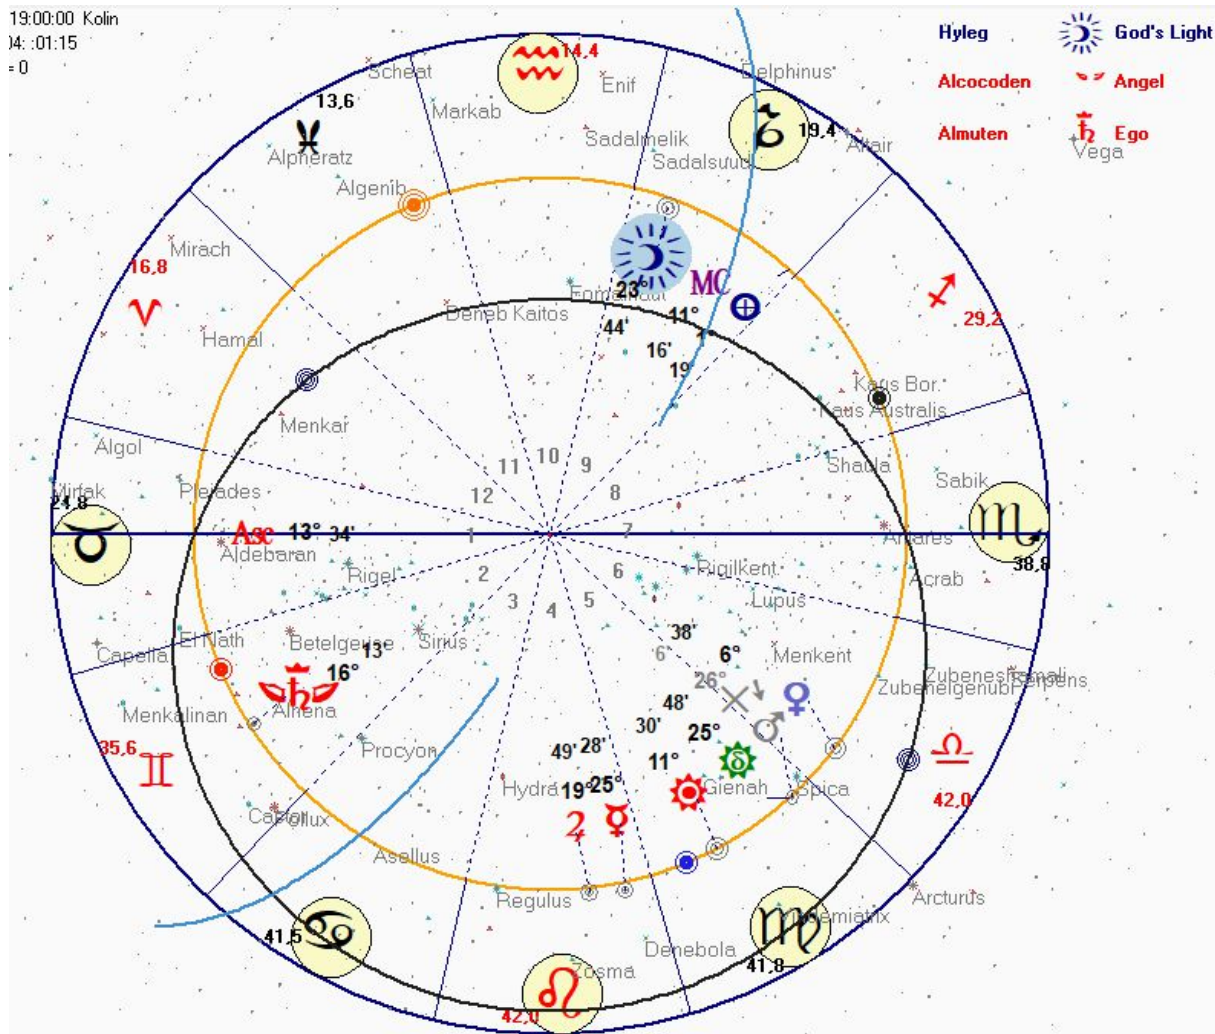 19:00:00 Kolin
04: :01:15
= 0
Hyleg God's Light
Alcocoden Angel
Almuten Ego
Vega
14,4
Scheat
Enif
Delphinus
13,6
Markab
19,4
Altair
Sadalmelik
Alpheratz
Sadalsuud
Algenib
Mirach
16,8
MC
23°
Fomalhaut
Deneb Kaitos
11°
29,2
44'
Hamal
16'
19'
Kaus Bor.
Kaus Australis
Menkar
Algol
10
11
9
Shaula
Sabik
12
8
Mirfak
Pleiades
24,8
Asc
13°
34'
1
7
Antares
Aldebaran
38,8
Rigel
2
6
Rigilkent
Acrab
3
4
5
Lupus
38'
El Nath
Betelgeuse
Sirius
13'
6°
6°
Menkent
Capella
16°
26°
Zubeneshamali
Serpens
Zubenelgenubi
Menkalinan
Alhena
48'
30'
25°
35,6
Procyon
49'
28'
11°
Hydra
19°
25°
Gienah
Spica
42,0
Castor
Pollux
Asellus
Regulus
Arcturus
Vindemiatrix
41,5
Denebola
41,8
Zosma
42,0